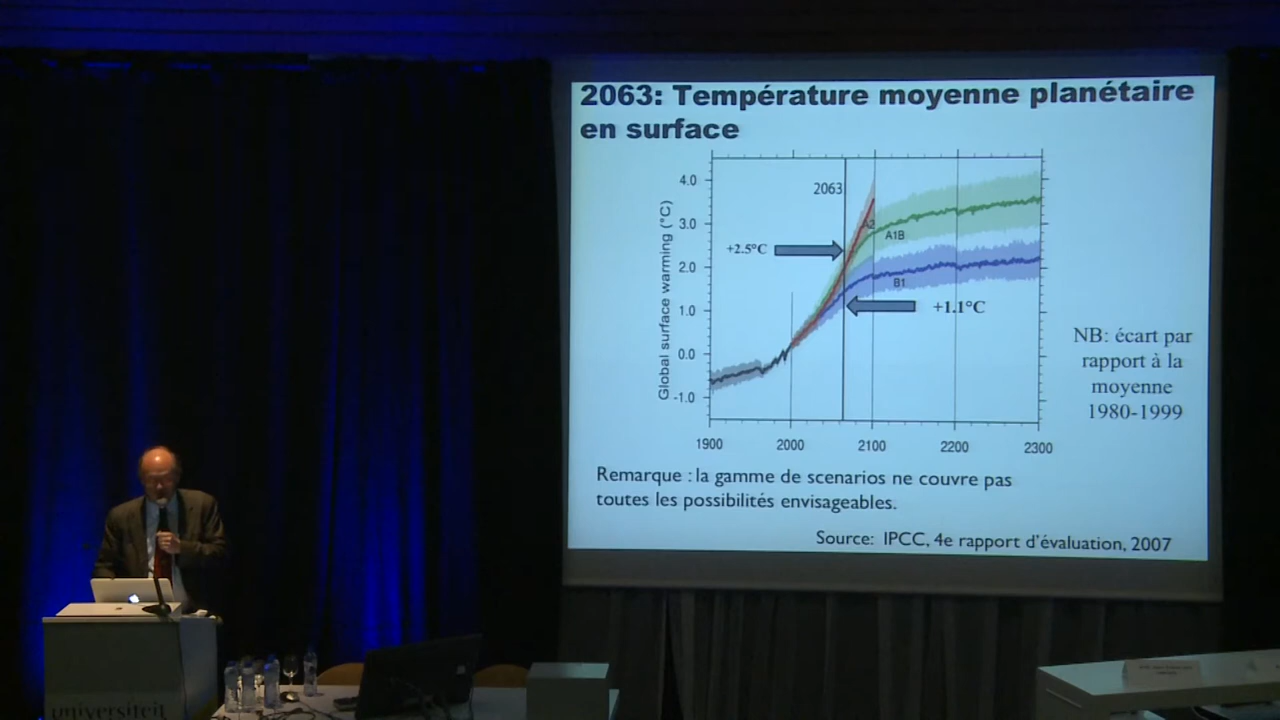 2063: Température moyenne planétaire
en surface
Global surface warming (°C)
4.0
3.0
2.0
1.0
0.0
-1.0
2063
A2
A1B
B1
+2.5°C
+1.1°C
1900
2000
2100
2200
2300
NB: écart par
rapport à la
moyenne
1980-1999
Remarque : la gamme de scenarios ne couvre pas
toutes les possibilités envisageables.
Source: IPCC, 4e rapport d'évaluation, 2007
universiteit